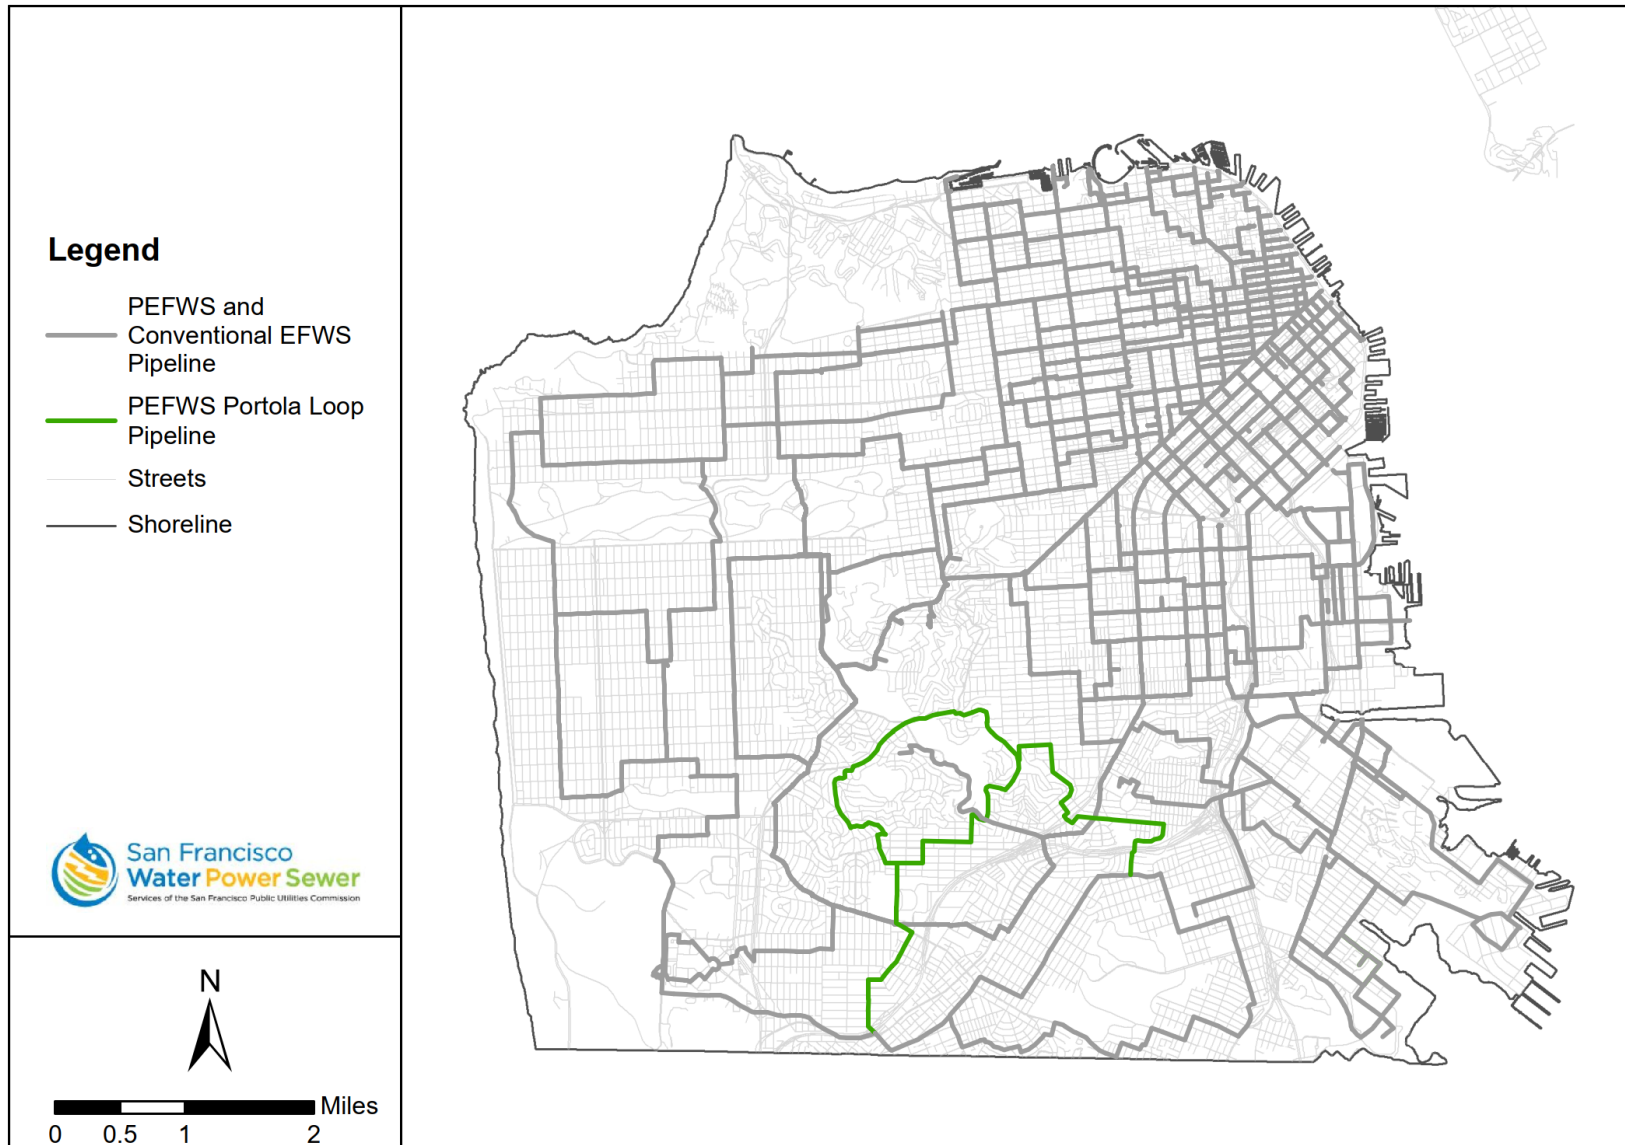 Legend
PEFWS and
Conventional EFWS
Pipeline
PEFWS Portola Loop
Pipeline
Streets
Shoreline
San Francisco
Water Power Sewer
Services of the San Francisco Public Utilities Commission
N
Miles
0 0.5 1 2